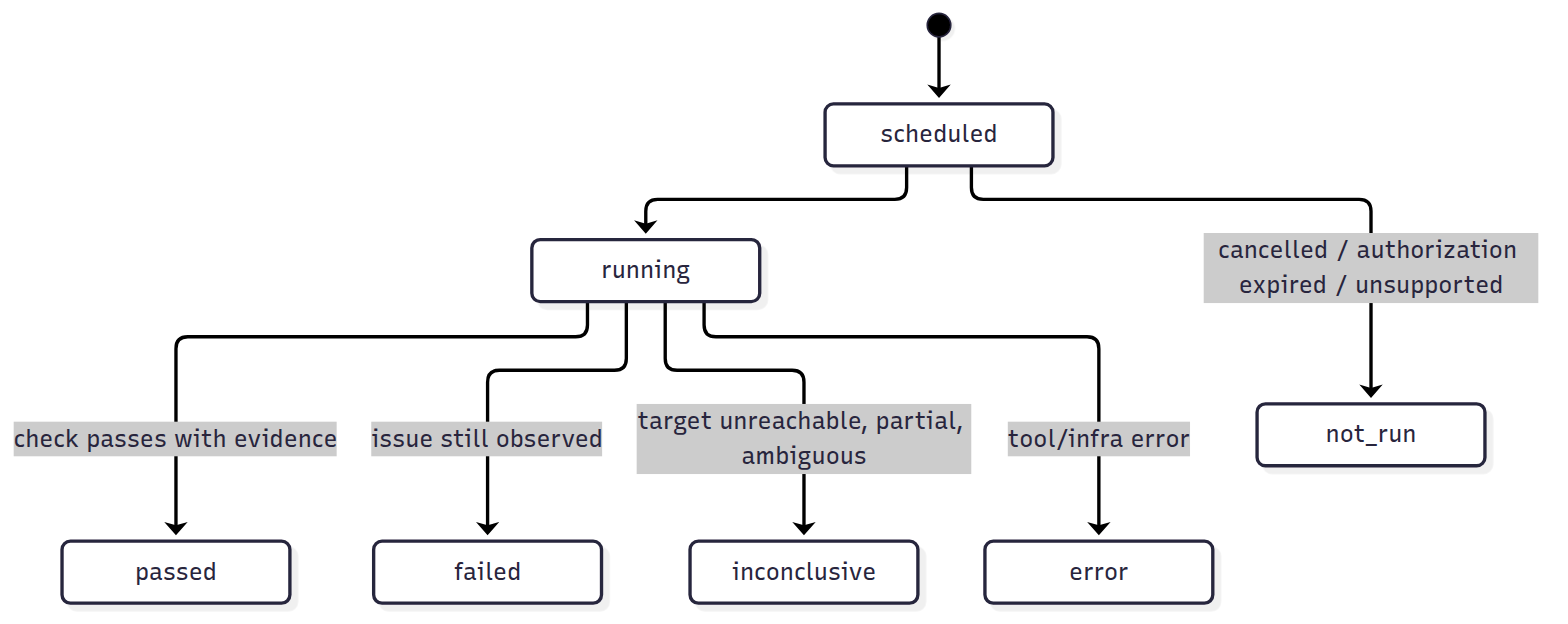 scheduled
running
cancelled / authorization
expired / unsupported
check passes with evidence
issue still observed
target unreachable, partial,
ambiguous
tool/infra error
not_run
passed
failed
inconclusive
error